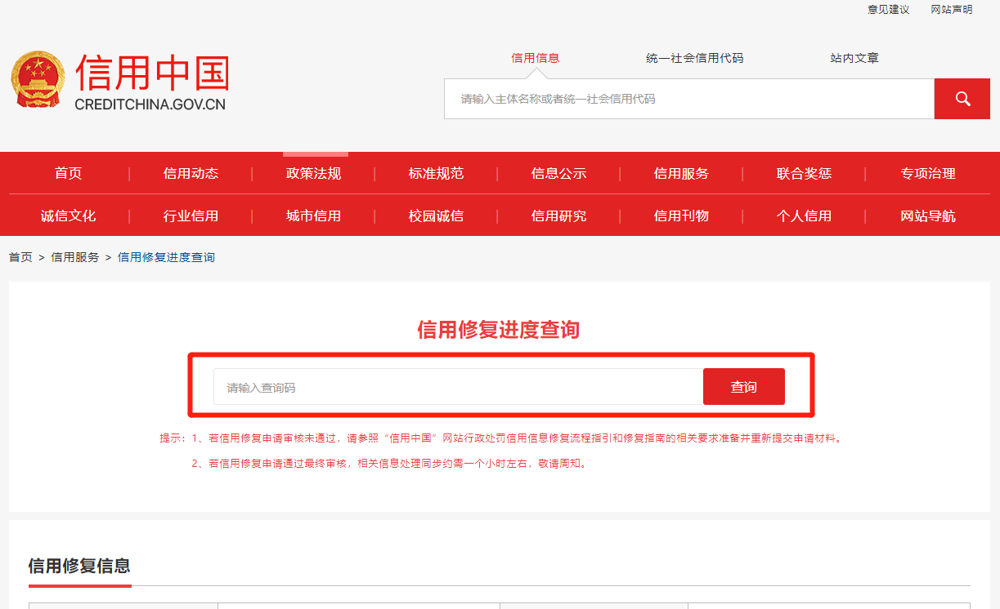 意见建议 网站声明
信用中国
CREDITCHINA.GOV.CN
信用信息 统一社会信用代码 站内文章
请输入主体名称或者统一社会信用代码
首页 | 信用动态 | 政策法规 | 标准规范 | 信息公示 | 信用服务 | 联合奖惩 | 专项治理
诚信文化 | 行业信用 | 城市信用 | 校园诚信 | 信用研究 | 信用刊物 | 个人信用 | 网站导航
首页 > 信用服务 > 信用修复进度查询
信用修复进度查询
请输入查询码 查询
提示：1、若信用修复申请审核未通过，请参照“信用中国”网站行政处罚信用信息修复流程指引和修复指南的相关要求准备并重新提交申请材料。
2、若信用修复申请通过最终审核，相关信息处理同步约需一个小时左右，敬请周知。
信用修复信息